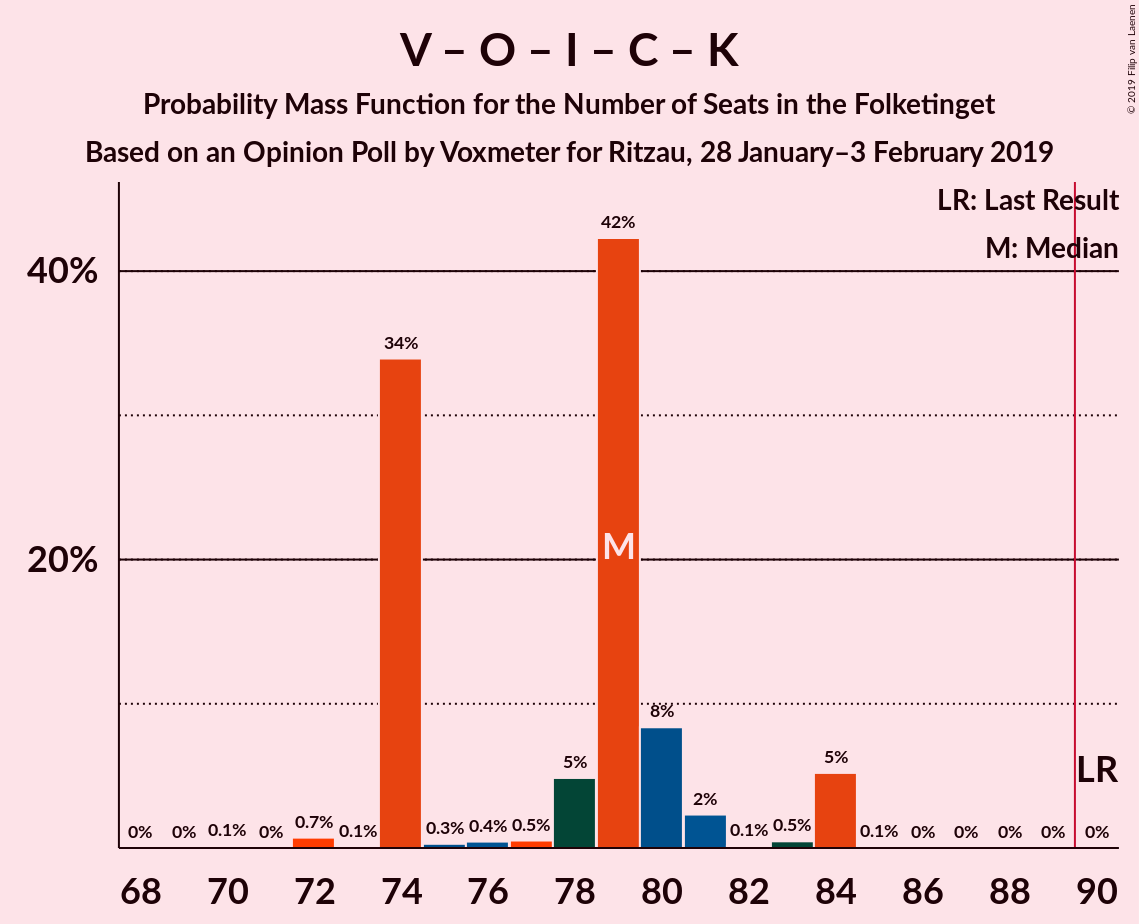 V – O – I – C – K
Probability Mass Function for the Number of Seats in the Folketinget
Based on an Opinion Poll by Voxmeter for Ritzau, 28 January–3 February 2019
© 2019 Filip van Laenen
LR: Last Result
M: Median
40%
20%
0% 0% 0.1% 0% 0.7% 0.1% 34% 0.3% 0.4% 0.5% 5% 42% 8% 2% 0.1% 0.5% 5% 0.1% 0% 0% 0% 0% 0%
M
LR
68 70 72 74 76 78 80 82 84 86 88 90